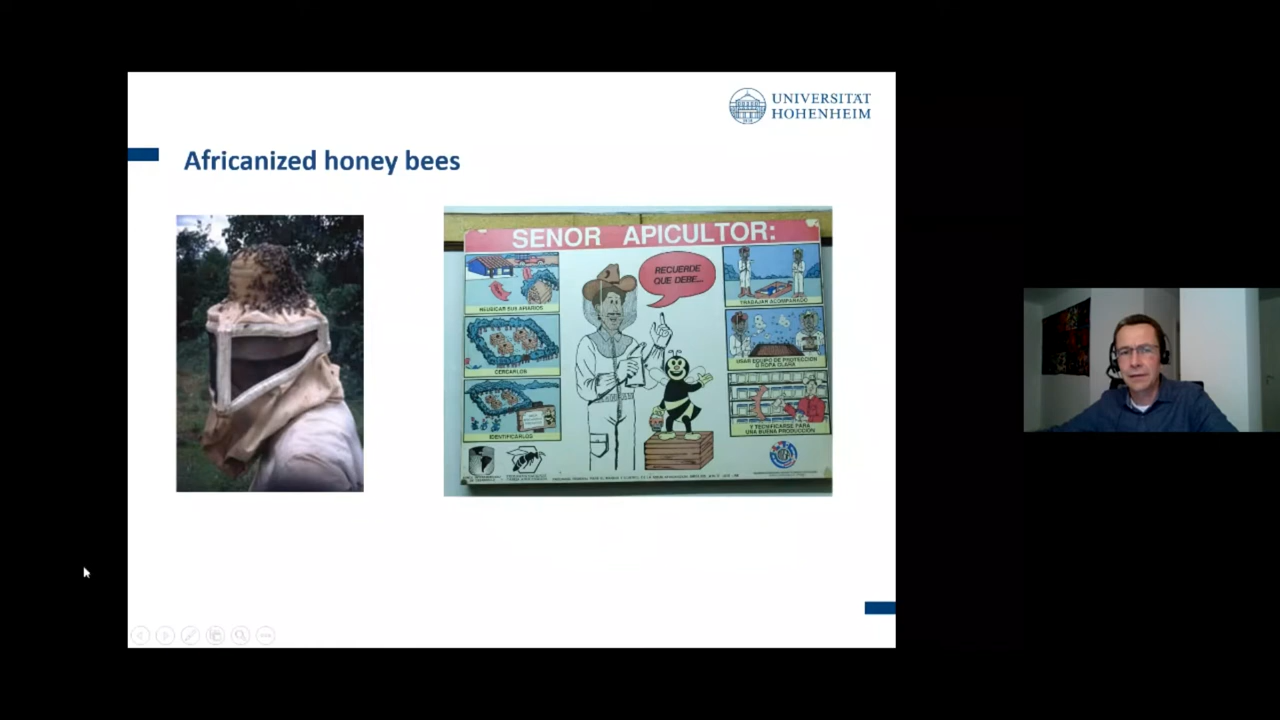 UNIVERSITÄT
HOHENHEIM
Africanized honey bees
SENOR APICULTOR:
RECUERDE
QUE DEBE...
REUBICAR SUS APIARIOS
CERCARLOS
IDENTIFICARLOS
TRABAJAR ACOMPAÑADO
USAR EQUIPO DE PROTECCION
O ROPA CLARA
Y TECNIFICARSE PARA
UNA BUENA PRODUCCION